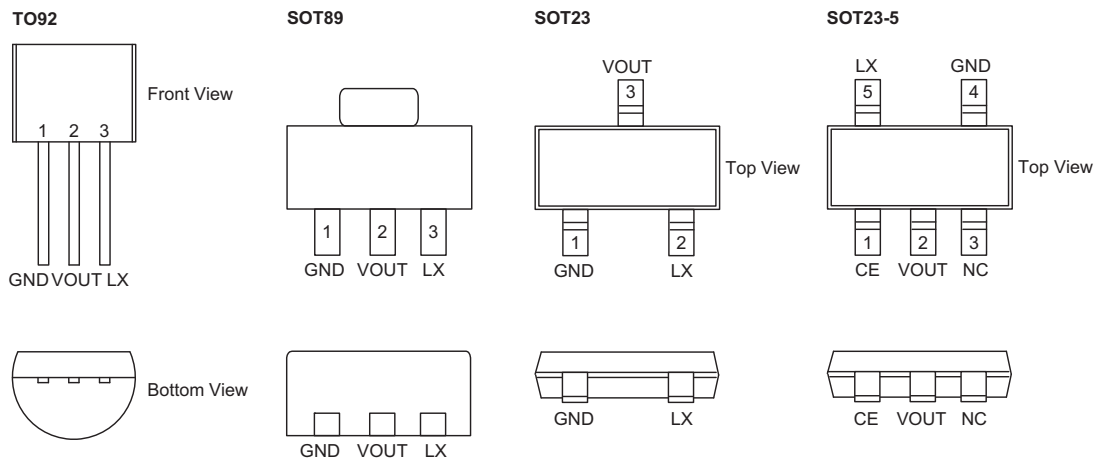 TO92
SOT89
SOT23
SOT23-5
Front View
1 2 3
GND VOUT LX
1 2 3
GND VOUT LX
VOUT
3
Top View
1 2
GND LX
LX GND
5 4
Top View
1 2 3
CE VOUT NC
Bottom View
GND VOUT LX
GND LX
CE VOUT NC